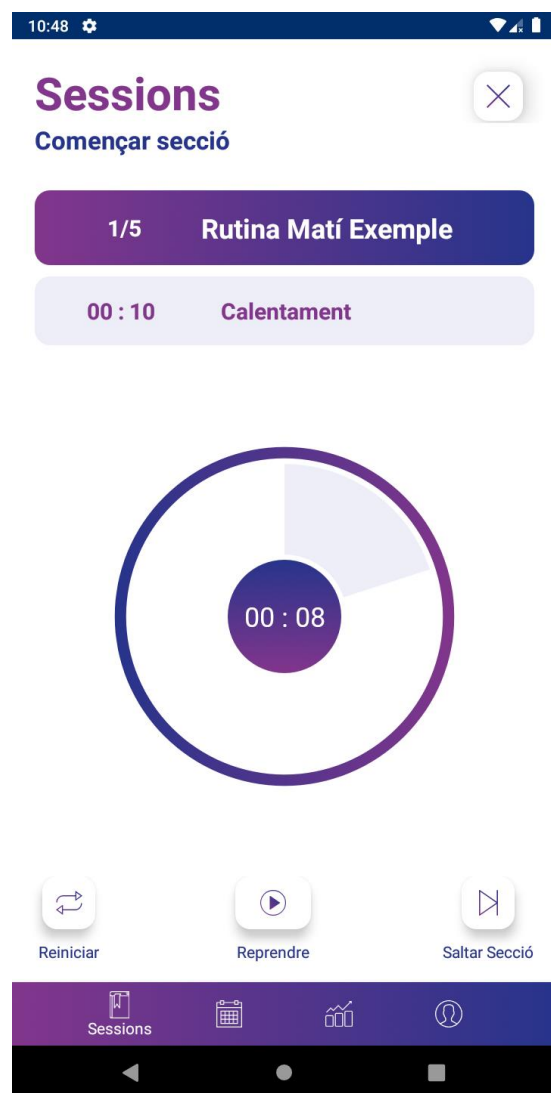 10:48
Sessions
Començar secció
1/5 Rutina Matí Exemple
00 : 10 Calentament
00 : 08
Reiniciar Reprendre Saltar Secció
Sessions